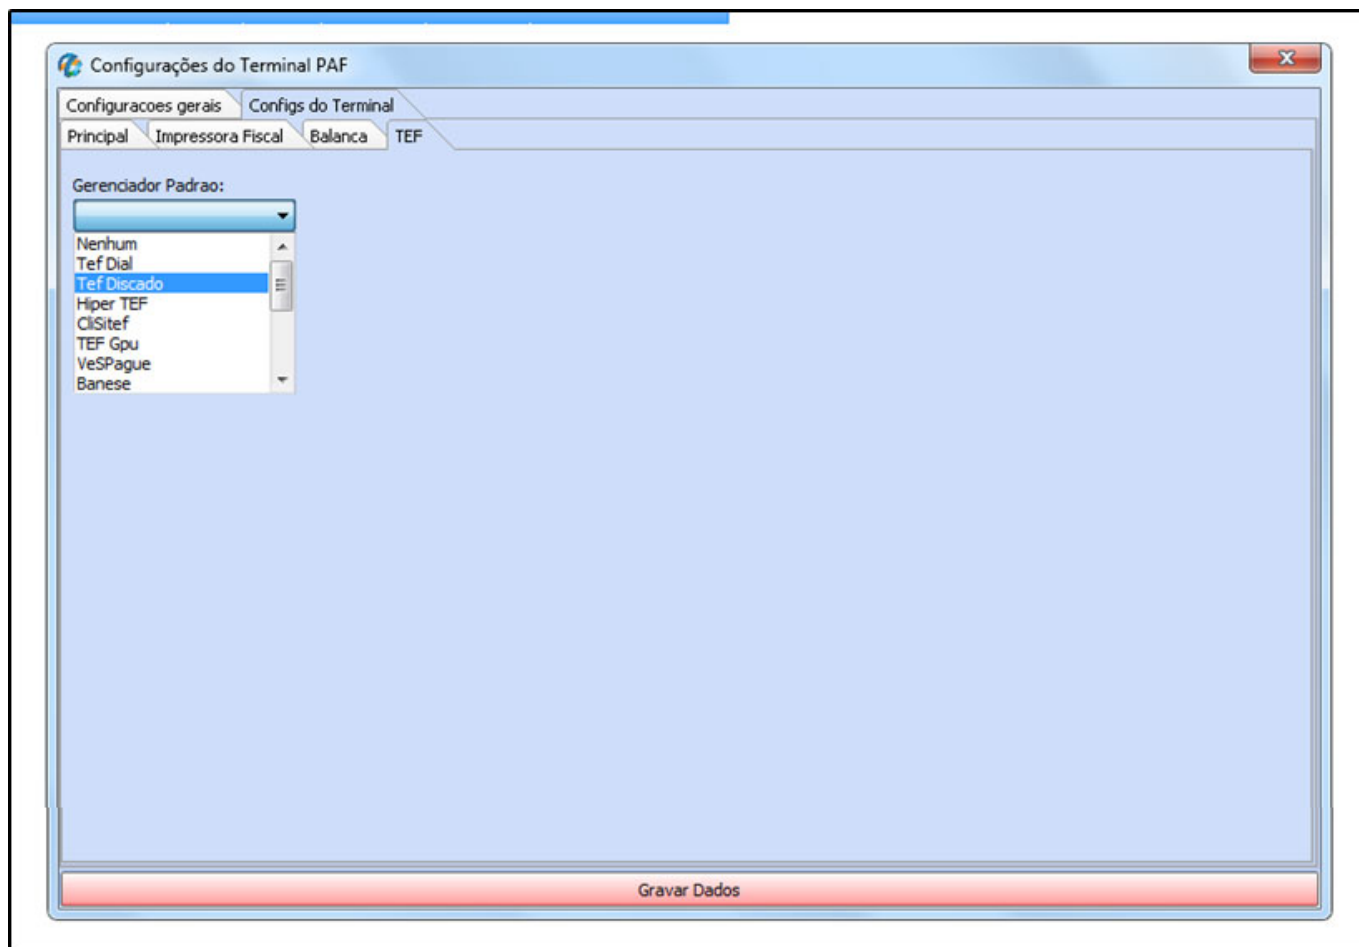 Configurações do Terminal PAF
Configuracoes gerais Configs do Terminal
Principal Impressora Fiscal Balanca TEF
Gerenciador Padrao:
Nenhum
Tef Dial
Tef Discado
Hiper TEF
CliSitef
TEF Gpu
VeSPague
Banese
Gravar Dados